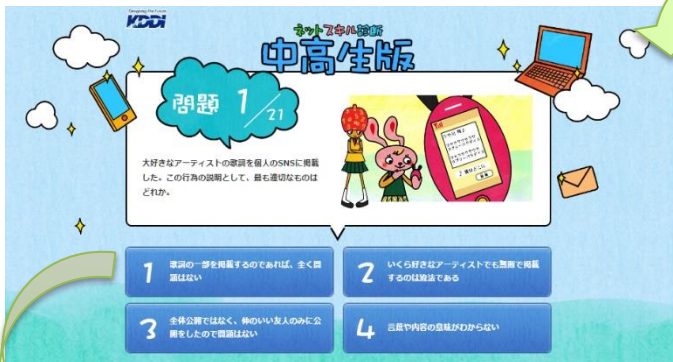 Designing The Future
KDDI
ネットスキル診断
中高生版
問題 1/21
大好きなアーティストの歌詞を個人のSNSに掲載
した。この行為の説明として、最も適切なものは
どれか。
1 歌詞の一部を掲載するのであれば、全く問
題はない
2 いくら好きなアーティストでも無断で掲載
するのは違法である
3 全体公開ではなく、仲のいい友人のみに公
開をしたので問題はない
4 言葉や内容の意味がわからない